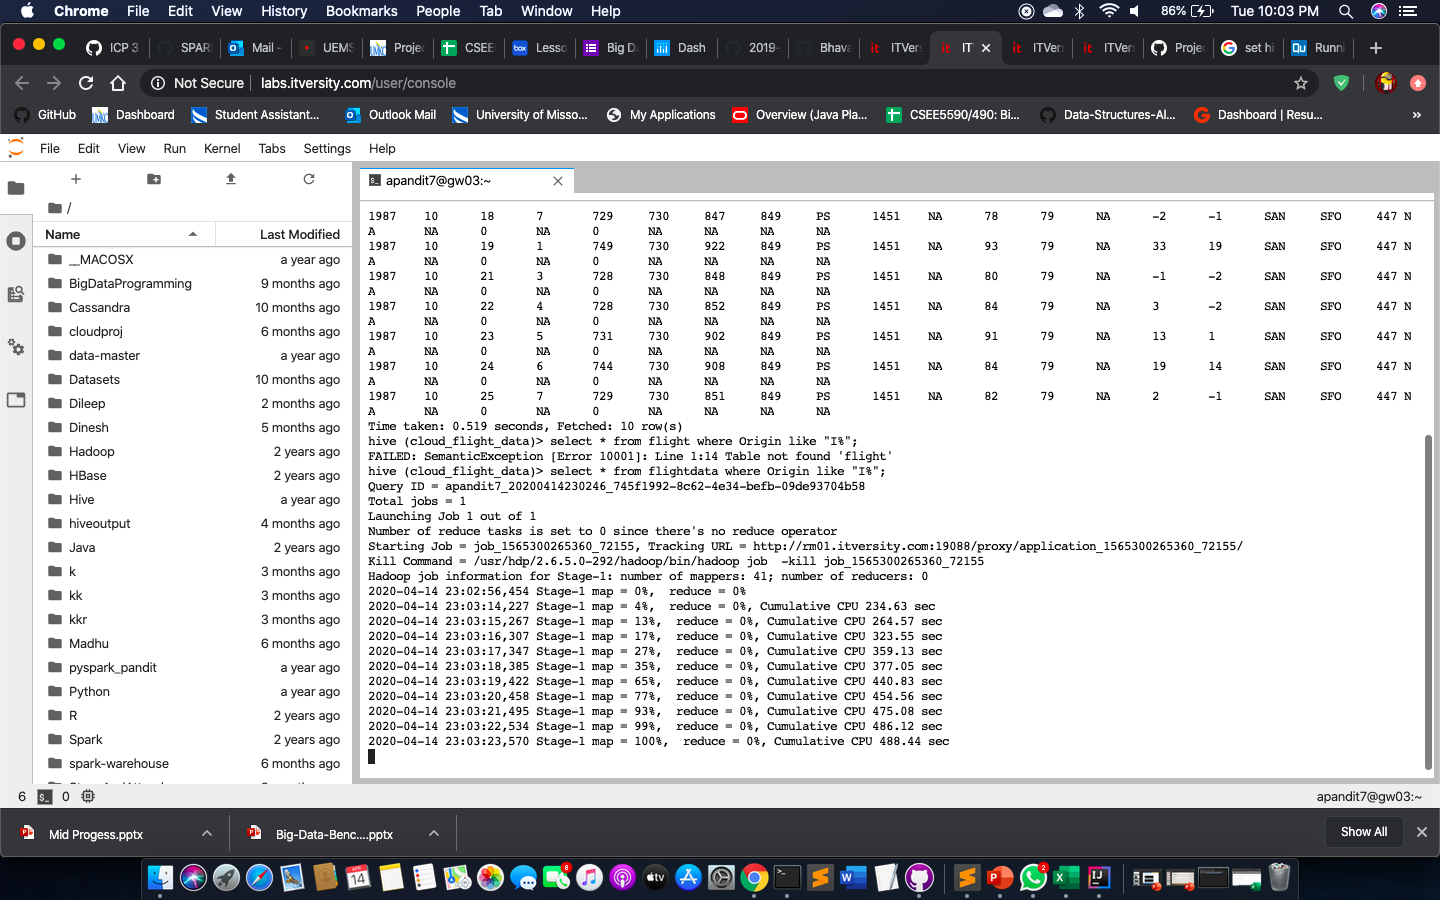 Chrome File Edit View History Bookmarks People Tab Window Help 86% Tue 10:03 PM
ICP 3 SPAR Mail - UEMS Projec CSEE box Lesso Big D Dash 2019- Bhava it ITVers it IT it ITVers it ITVers Projec set hi Qu Runni
Not Secure labs.itversity.com/user/console
GitHub Dashboard Student Assistant... Outlook Mail University of Misso... My Applications Overview (Java Pla... CSEE5590/490: Bi... Data-Structures-Al... Dashboard | Resu... »
File Edit View Run Kernel Tabs Settings Help
/
Name Last Modified
__MACOSX a year ago
BigDataProgramming 9 months ago
Cassandra 10 months ago
cloudproj 6 months ago
data-master a year ago
Datasets 10 months ago
Dileep 2 months ago
Dinesh 5 months ago
Hadoop 2 years ago
HBase 2 years ago
Hive a year ago
hiveoutput 4 months ago
Java 2 years ago
k 3 months ago
kk 3 months ago
kkr 3 months ago
Madhu 6 months ago
pyspark_pandit a year ago
Python a year ago
R 2 years ago
Spark 2 years ago
spark-warehouse 6 months ago
apandit7@gw03:~
1987 10 18 7 729 730 847 849 PS 1451 NA 78 79 NA -2 -1 SAN SFO 447 N
A NA 0 NA 0 NA NA NA NA
1987 10 19 1 749 730 922 849 PS 1451 NA 93 79 NA 33 19 SAN SFO 447 N
A NA 0 NA 0 NA NA NA NA
1987 10 21 3 728 730 848 849 PS 1451 NA 80 79 NA -1 -2 SAN SFO 447 N
A NA 0 NA 0 NA NA NA NA
1987 10 22 4 728 730 852 849 PS 1451 NA 84 79 NA 3 -2 SAN SFO 447 N
A NA 0 NA 0 NA NA NA NA
1987 10 23 5 731 730 902 849 PS 1451 NA 91 79 NA 13 1 SAN SFO 447 N
A NA 0 NA 0 NA NA NA NA
1987 10 24 6 744 730 908 849 PS 1451 NA 84 79 NA 19 14 SAN SFO 447 N
A NA 0 NA 0 NA NA NA NA
1987 10 25 7 729 730 851 849 PS 1451 NA 82 79 NA 2 -1 SAN SFO 447 N
A NA 0 NA 0 NA NA NA NA
Time taken: 0.519 seconds, Fetched: 10 row(s)
hive (cloud_flight_data)> select * from flight where Origin like "I%";
FAILED: SemanticException [Error 10001]: Line 1:14 Table not found 'flight'
hive (cloud_flight_data)> select * from flightdata where Origin like "I%";
Query ID = apandit7_20200414230246_745f1992-8c62-4e34-befb-09de93704b58
Total jobs = 1
Launching Job 1 out of 1
Number of reduce tasks is set to 0 since there's no reduce operator
Starting Job = job_1565300265360_72155, Tracking URL = http://rm01.itversity.com:19088/proxy/application_1565300265360_72155/
Kill Command = /usr/hdp/2.6.5.0-292/hadoop/bin/hadoop job  -kill job_1565300265360_72155
Hadoop job information for Stage-1: number of mappers: 41; number of reducers: 0
2020-04-14 23:02:56,454 Stage-1 map = 0%,  reduce = 0%
2020-04-14 23:03:14,227 Stage-1 map = 4%,  reduce = 0%, Cumulative CPU 234.63 sec
2020-04-14 23:03:15,267 Stage-1 map = 13%,  reduce = 0%, Cumulative CPU 264.57 sec
2020-04-14 23:03:16,307 Stage-1 map = 17%,  reduce = 0%, Cumulative CPU 323.55 sec
2020-04-14 23:03:17,347 Stage-1 map = 27%,  reduce = 0%, Cumulative CPU 359.13 sec
2020-04-14 23:03:18,385 Stage-1 map = 35%,  reduce = 0%, Cumulative CPU 377.05 sec
2020-04-14 23:03:19,422 Stage-1 map = 65%,  reduce = 0%, Cumulative CPU 440.83 sec
2020-04-14 23:03:20,458 Stage-1 map = 77%,  reduce = 0%, Cumulative CPU 454.56 sec
2020-04-14 23:03:21,495 Stage-1 map = 93%,  reduce = 0%, Cumulative CPU 475.08 sec
2020-04-14 23:03:22,534 Stage-1 map = 99%,  reduce = 0%, Cumulative CPU 486.12 sec
2020-04-14 23:03:23,570 Stage-1 map = 100%,  reduce = 0%, Cumulative CPU 488.44 sec
6 $_ 0 apandit7@gw03:~
Mid Progess.pptx Big-Data-Benc....pptx Show All
APR 14 8 tv W 2 X IJ